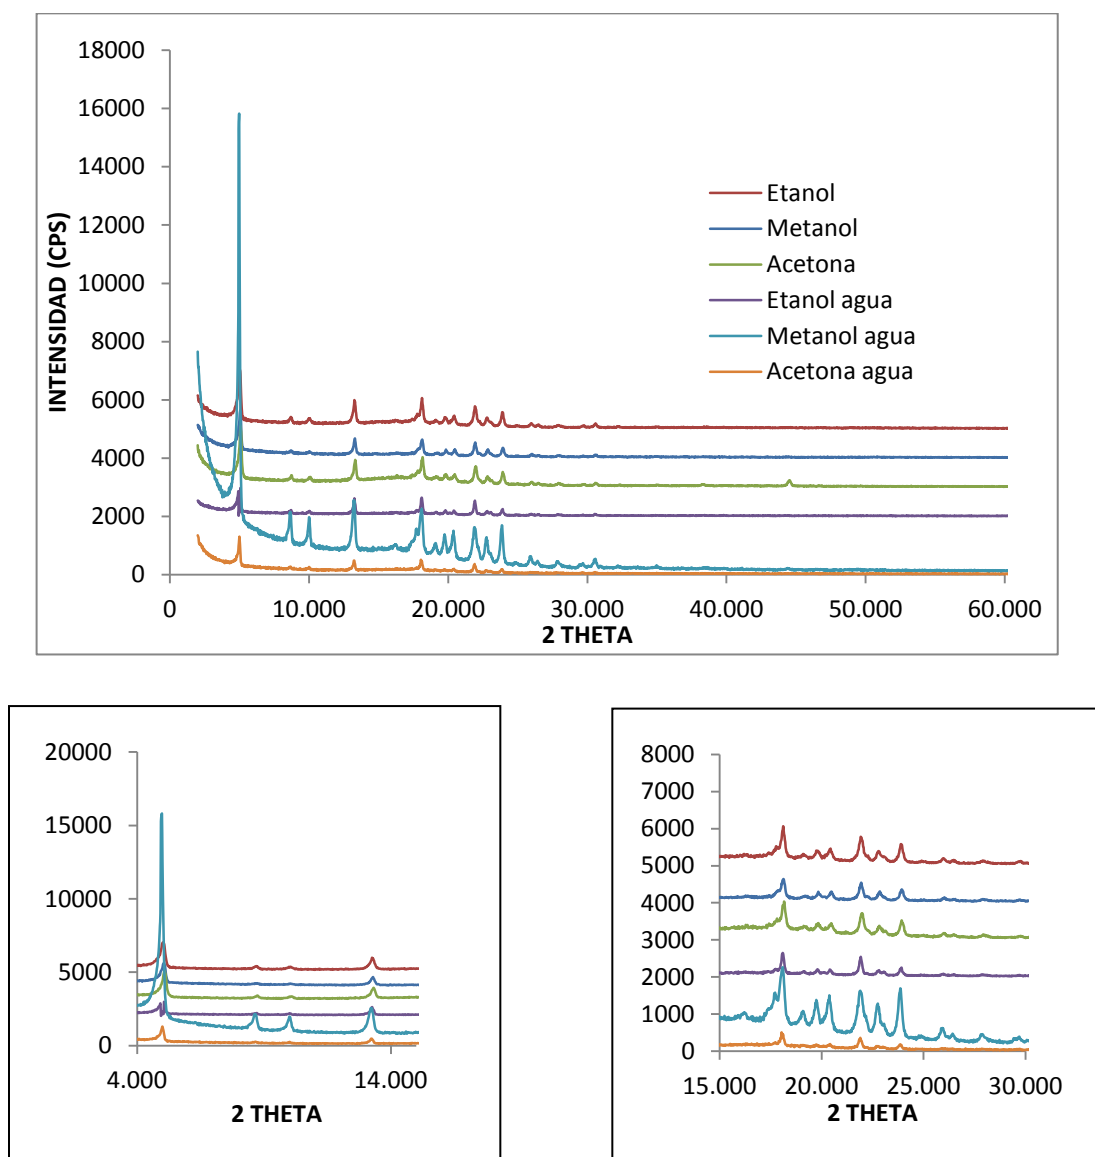 18000
16000
14000
12000
10000
8000
6000
4000
2000
0
INTENSIDAD (CPS)
Etanol
Metanol
Acetona
Etanol agua
Metanol agua
Acetona agua
0 10.000 20.000 30.000 40.000 50.000 60.000
2 THETA
20000
15000
10000
5000
0
4.000 14.000
2 THETA
8000
7000
6000
5000
4000
3000
2000
1000
0
15.000 20.000 25.000 30.000
2 THETA